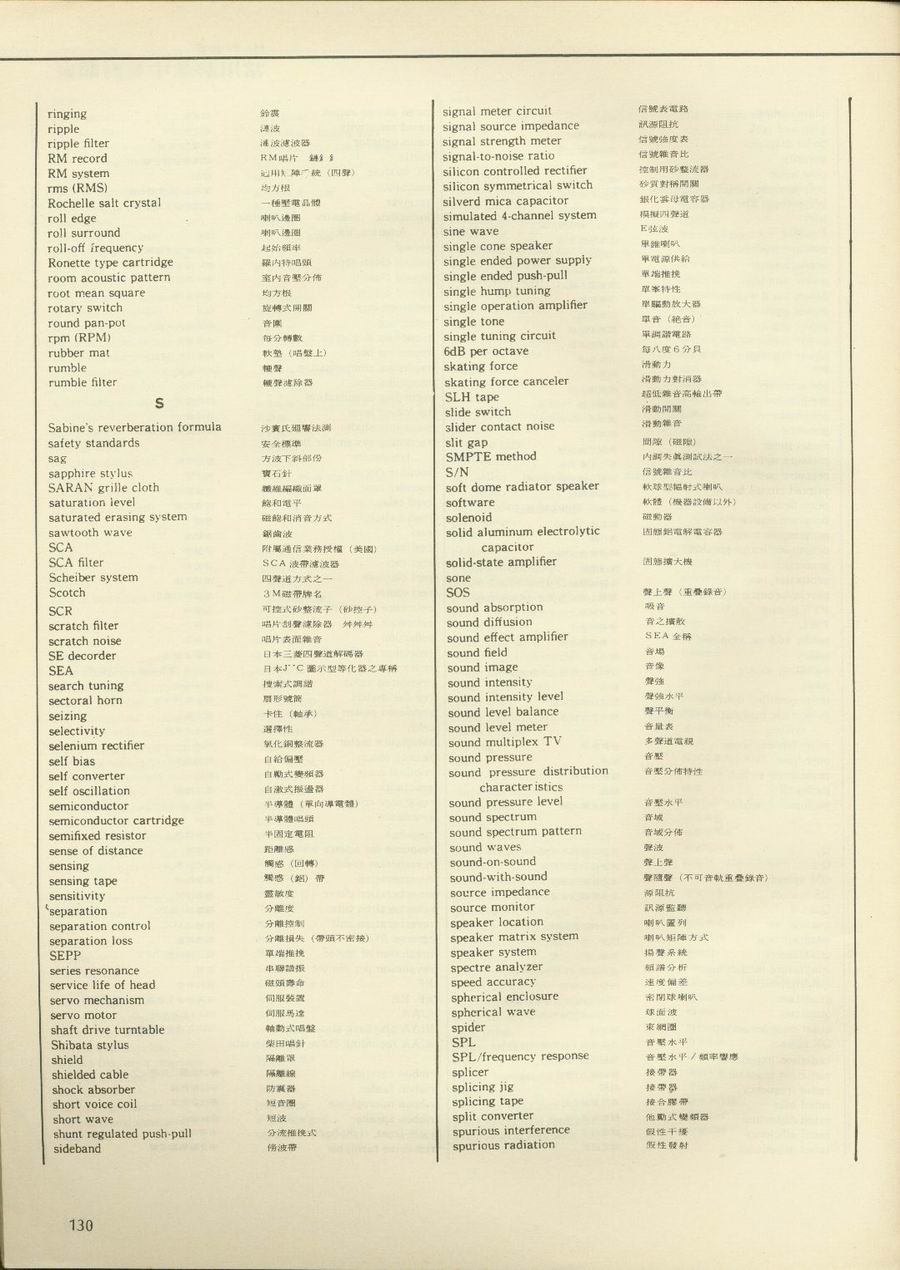 ringing 鈴震
ripple 漣波
ripple filter 漣波濾波器
RM record RM唱片
RM system
rms (RMS) 均方根
Rochelle salt crystal 一種壓電晶體
roll edge 喇叭邊圈
roll surround 喇叭邊圈
roll-off frequency 起始頻率
Ronette type cartridge 羅內特唱頭
room acoustic pattern 室內音壓分佈
root mean square 均方根
rotary switch 旋轉式開關
round pan-pot 音圍
rpm (RPM) 每分轉數
rubber mat 軟墊（唱盤上）
rumble 轆聲
rumble filter 轆聲濾除器
S
Sabine's reverberation formula 沙賓氏迴響法測
safety standards 安全標準
sag 方波下斜部份
sapphire stylus 寶石針
SARAN grille cloth 纖維編織面罩
saturation level 飽和電平
saturated erasing system 磁飽和消音方式
sawtooth wave 鋸齒波
SCA 附屬通信業務授權（美國）
SCA filter SCA波帶濾波器
Scheiber system 四聲道方式之一
Scotch 3M磁帶牌名
SCR 可控式矽整流子（矽控子）
scratch filter 唱片刮聲濾除器
scratch noise 唱片表面雜音
SE decorder 日本三菱四聲道解碼器
SEA 日本J C圖示型等化器之專稱
search tuning 搜索式調諧
sectoral horn 扇形號筒
seizing 卡住（軸承）
selectivity 選擇性
selenium rectifier 氧化銅整流器
self bias 自給偏壓
self converter 自勵式變頻器
self oscillation 自激式振盪器
semiconductor 半導體（單向導電體）
semiconductor cartridge 半導體唱頭
semifixed resistor 半固定電阻
sense of distance 距離感
sensing 觸感（回轉）
sensing tape 觸感（鋁）帶
sensitivity 靈敏度
separation 分離度
separation control 分離控制
separation loss 分離損失（帶頭不密接）
SEPP 單端推挽
series resonance 串聯諧振
service life of head 磁頭壽命
servo mechanism 伺服裝置
servo motor 伺服馬達
shaft drive turntable 軸動式唱盤
Shibata stylus 柴田唱針
shield 隔離罩
shielded cable 隔離線
shock absorber 防震器
short voice coil 短音圈
short wave 短波
shunt regulated push-pull 分流推挽式
sideband 傍波帶
signal meter circuit 信號表電路
signal source impedance 訊源阻抗
signal strength meter 信號強度表
signal-to-noise ratio 信號雜音比
silicon controlled rectifier 控制用矽整流器
silicon symmetrical switch 矽質對稱開關
silverd mica capacitor 銀化雲母電容器
simulated 4-channel system 模擬四聲道
sine wave 正弦波
single cone speaker 單錐喇叭
single ended power supply 單電源供給
single ended push-pull 單端推挽
single hump tuning 單峯特性
single operation amplifier 單驅動放大器
single tone 單音（絶音）
single tuning circuit 單調諧電路
6dB per octave 每八度6分貝
skating force 滑動力
skating force canceler 滑動力對消器
SLH tape 超低雜音高輸出帶
slide switch 滑動開關
slider contact noise 滑動雜音
slit gap 間隙（磁隙）
SMPTE method 內調失眞測試法之一
S/N 信號雜音比
soft dome radiator speaker 軟球型輻射式喇叭
software 軟體（機器設備以外）
solenoid 磁動器
solid aluminum electrolytic 固態鋁電解電容器
capacitor
solid-state amplifier 固態擴大機
sone
SOS 聲上聲（重疊錄音）
sound absorption 吸音
sound diffusion 音之擴散
sound effect amplifier SEA全稱
sound field 音場
sound image 音像
sound intensity 聲強
sound intensity level 聲強水平
sound level balance 聲平衡
sound level meter 音量表
sound multiplex TV 多聲道電視
sound pressure 音壓
sound pressure distribution 音壓分佈特性
characteristics
sound pressure level 音壓水平
sound spectrum 音域
sound spectrum pattern 音域分佈
sound waves 聲波
sound-on-sound 聲上聲
sound-with-sound 聲隨聲（不可音軌重疊錄音）
source impedance 源阻抗
source monitor 訊源監聽
speaker location 喇叭置列
speaker matrix system 喇叭矩陣方式
speaker system 揚聲系統
spectre analyzer 頻譜分析
speed accuracy 速度偏差
spherical enclosure 密閉球喇叭
spherical wave 球面波
spider 束網圈
SPL 音壓水平
SPL/frequency response 音壓水平/頻率響應
splicer 接帶器
splicing jig 接帶器
splicing tape 接合膠帶
split converter 他勵式變頻器
spurious interference 假性干擾
spurious radiation 假性發射
130